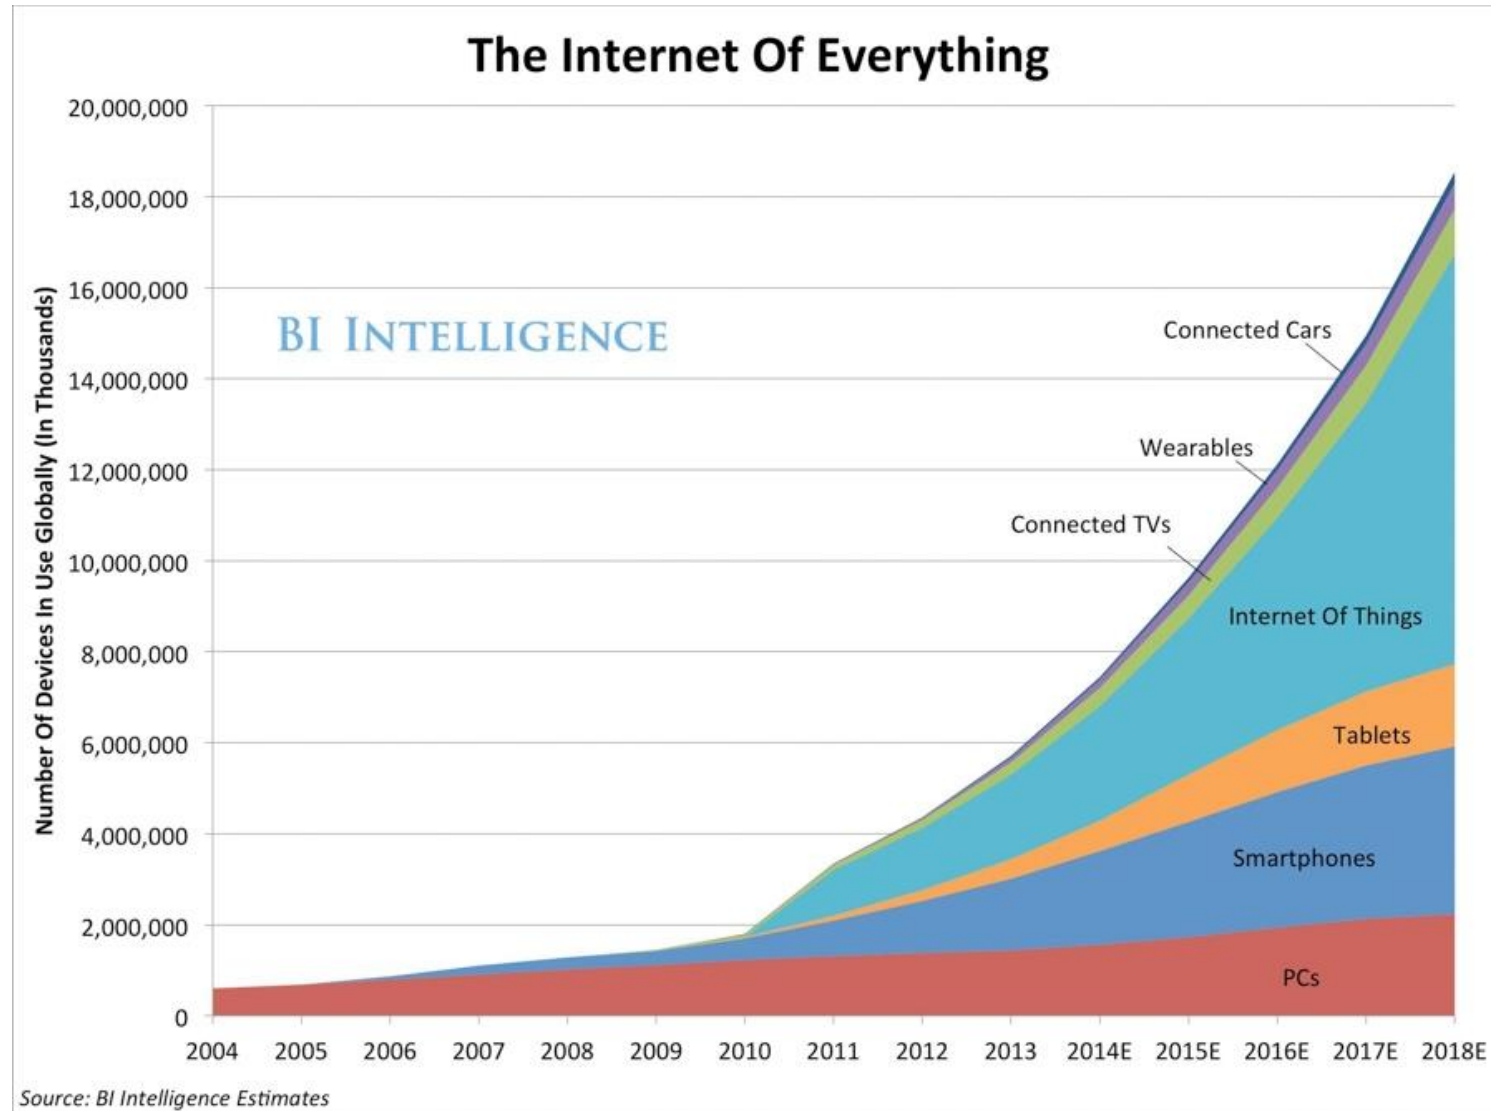 The Internet Of Everything
20,000,000
18,000,000
16,000,000
14,000,000
12,000,000
10,000,000
8,000,000
6,000,000
4,000,000
2,000,000
0
Number Of Devices In Use Globally (In Thousands)
BI INTELLIGENCE
Connected Cars
Wearables
Connected TVs
Internet Of Things
Tablets
Smartphones
PCs
2004 2005 2006 2007 2008 2009 2010 2011 2012 2013 2014E 2015E 2016E 2017E 2018E
Source: BI Intelligence Estimates